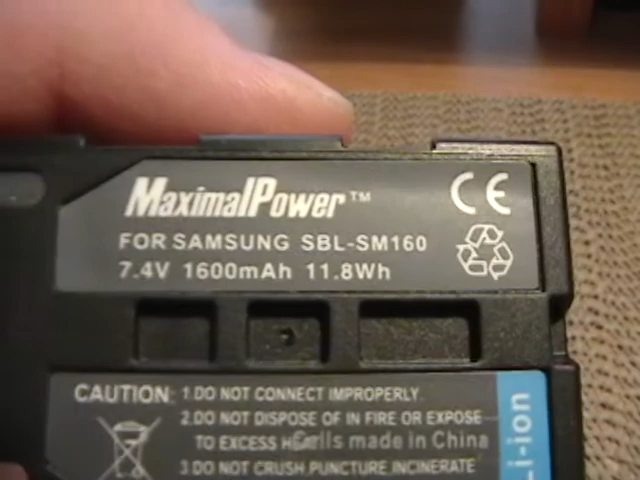 MaximalPower™ CE
FOR SAMSUNG SBL-SM160
7.4V 1600mAh 11.8Wh
CAUTION: 1.DO NOT CONNECT IMPROPERLY.
2.DO NOT DISPOSE OF IN FIRE OR EXPOSE
TO EXCESS Cells made in China
3.DO NOT CRUSH,PUNCTURE,INCINERATE
Li-ion